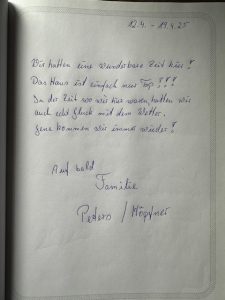 12.4. - 19.4.25
Wir hatten eine wunderbare Zeit hier!
Das Haus ist einfach nur Top!!!
In der Zeit wo wir hier waren, hatten wir
auch viel Glück mit dem Wetter.
Gene kommen wir immer wieder!
Auf bald
Familie
Peters / Höpfner